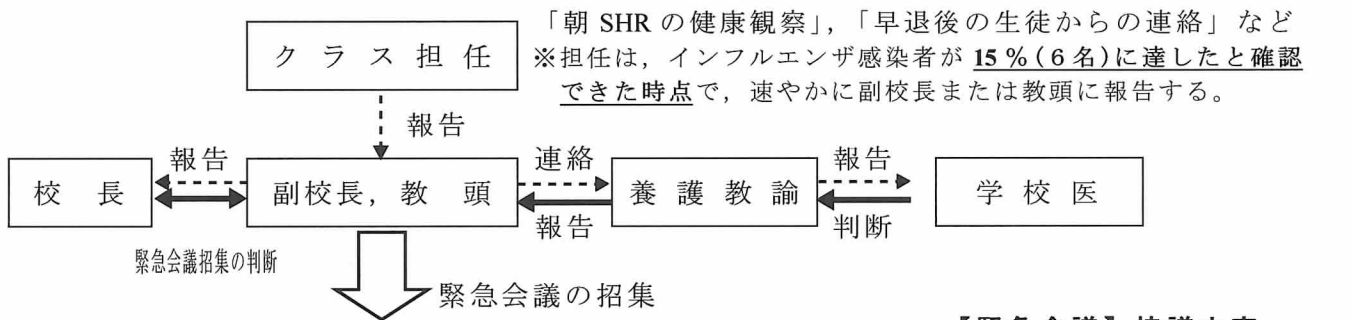 「朝 SHR の健康観察」，「早退後の生徒からの連絡」など
クラス担任
※担任は，インフルエンザ感染者が 15％(６名)に達したと確認
できた時点で，速やかに副校長または教頭に報告する。
報告
報告
連絡
報告
校　長
副校長，教　頭
養護教諭
学校医
報告
判断
緊急会議招集の判断
緊急会議の招集